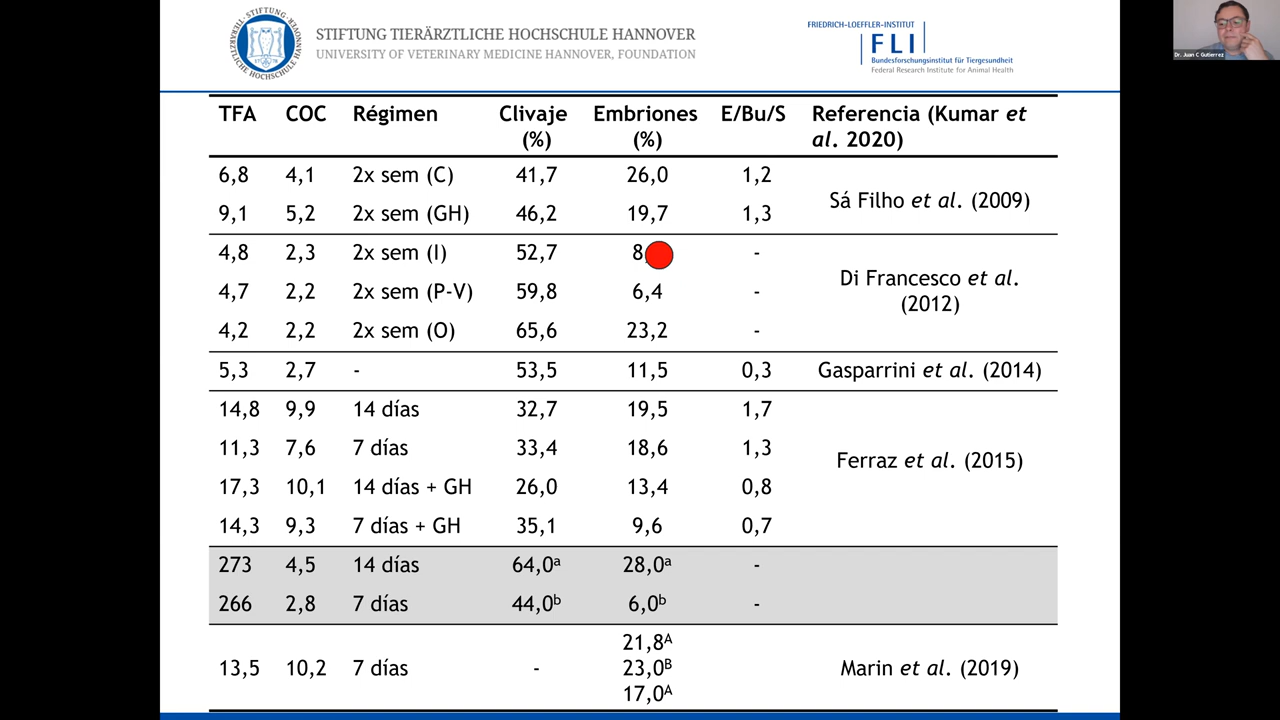 STIFTUNG TIERÄRZTLICHE HOCHSCHULE HANNOVER
UNIVERSITY OF VETERINARY MEDICINE HANNOVER, FOUNDATION
FRIEDRICH-LOEFFLER-INSTITUT
FLI
Bundesforschungsinstitut für Tiergesundheit
Federal Research Institute for Animal Health
Dr. Juan C Gutierrez
TFA COC Régimen Clivaje (%) Embriones (%) E/Bu/S Referencia (Kumar et al. 2020)
6,8 4,1 2x sem (C) 41,7 26,0 1,2 Sá Filho et al. (2009)
9,1 5,2 2x sem (GH) 46,2 19,7 1,3
4,8 2,3 2x sem (I) 52,7 8 - Di Francesco et al. (2012)
4,7 2,2 2x sem (P-V) 59,8 6,4 -
4,2 2,2 2x sem (O) 65,6 23,2 -
5,3 2,7 - 53,5 11,5 0,3 Gasparrini et al. (2014)
14,8 9,9 14 días 32,7 19,5 1,7 Ferraz et al. (2015)
11,3 7,6 7 días 33,4 18,6 1,3
17,3 10,1 14 días + GH 26,0 13,4 0,8
14,3 9,3 7 días + GH 35,1 9,6 0,7
273 4,5 14 días 64,0ᵃ 28,0ᵃ -
266 2,8 7 días 44,0ᵇ 6,0ᵇ -
13,5 10,2 7 días - 21,8ᴬ 23,0ᴮ 17,0ᴬ Marin et al. (2019)